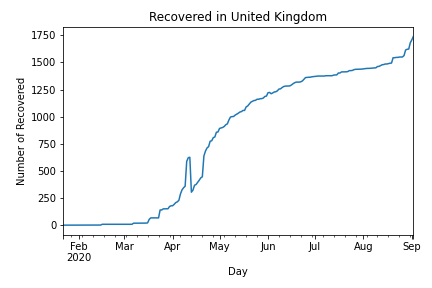 Recovered in United Kingdom
Number of Recovered
1750
1500
1250
1000
750
500
250
0
Feb Mar Apr May Jun Jul Aug Sep
2020
Day